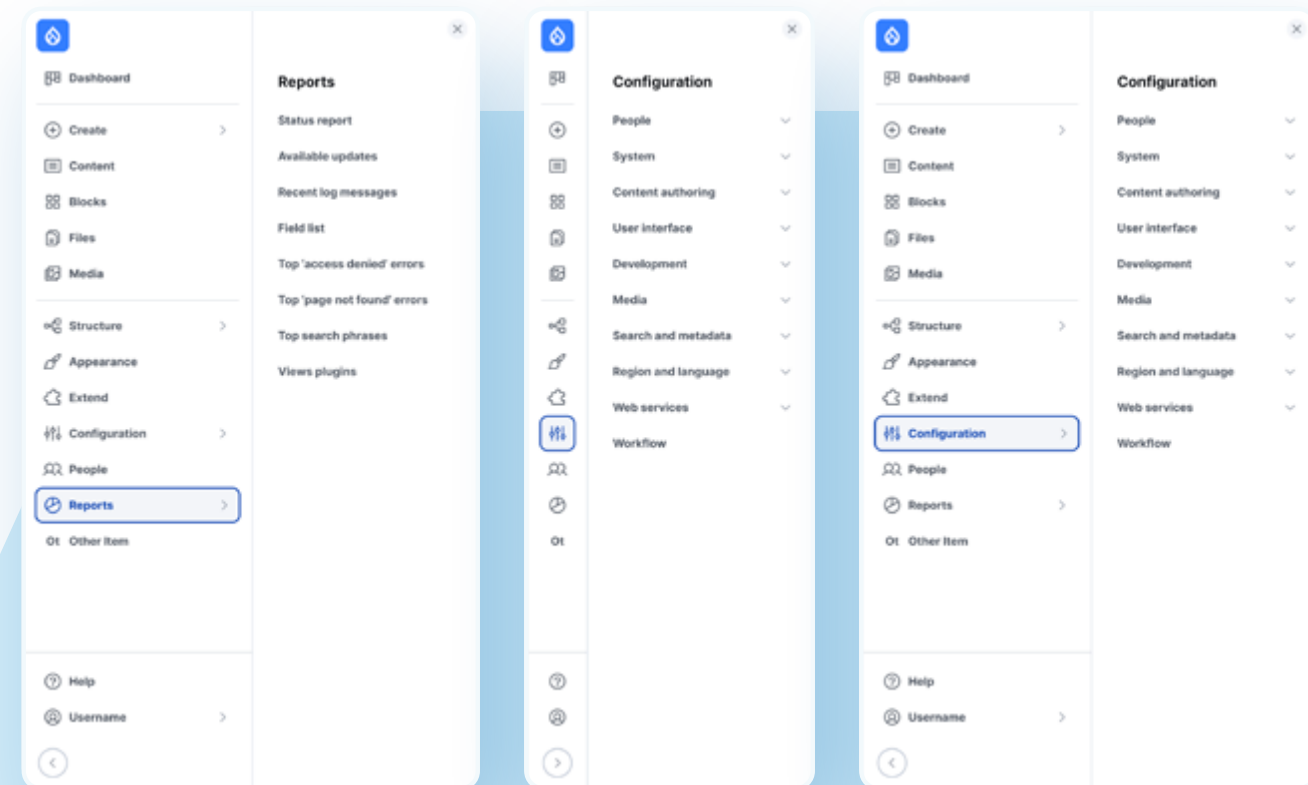 Dashboard
Create
Content
Blocks
Files
Media
Structure
Appearance
Extend
Configuration
People
Reports
Ot Other Item
Help
Username
Reports
Status report
Available updates
Recent log messages
Field list
Top 'access denied' errors
Top 'page not found' errors
Top search phrases
Views plugins
Ot
Configuration
People
System
Content authoring
User interface
Development
Media
Search and metadata
Region and language
Web services
Workflow
Dashboard
Create
Content
Blocks
Files
Media
Structure
Appearance
Extend
Configuration
People
Reports
Ot Other Item
Help
Username
Configuration
People
System
Content authoring
User interface
Development
Media
Search and metadata
Region and language
Web services
Workflow